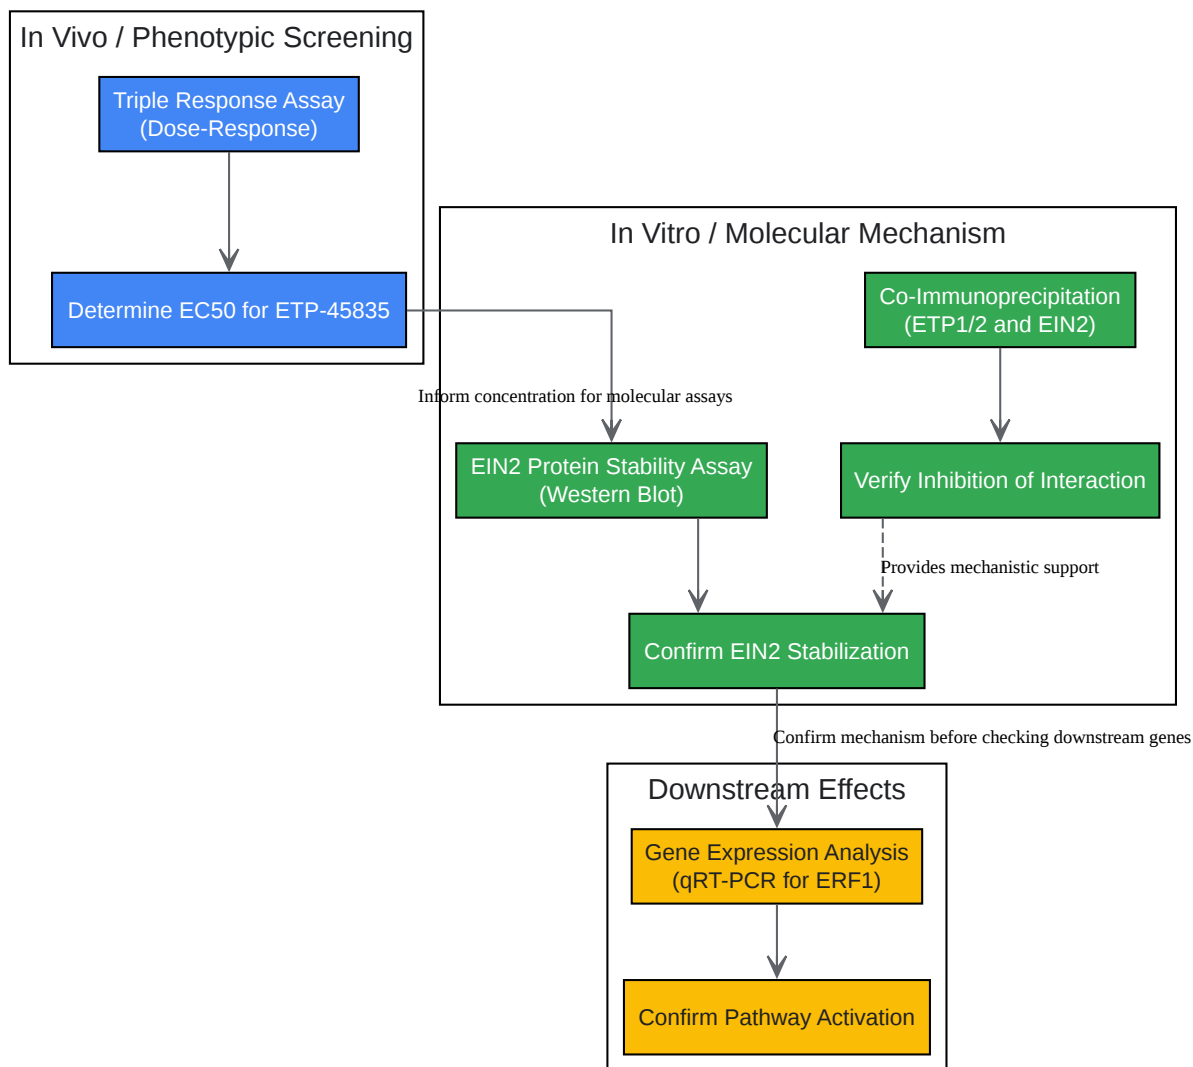 In Vivo / Phenotypic Screening
Triple Response Assay
(Dose-Response)
Determine EC50 for ETP-45835
Inform concentration for molecular assays
In Vitro / Molecular Mechanism
Co-Immunoprecipitation
(ETP1/2 and EIN2)
EIN2 Protein Stability Assay
(Western Blot)
Verify Inhibition of Interaction
Provides mechanistic support
Confirm EIN2 Stabilization
Confirm mechanism before checking downstream genes
Downstream Effects
Gene Expression Analysis
(qRT-PCR for ERF1)
Confirm Pathway Activation